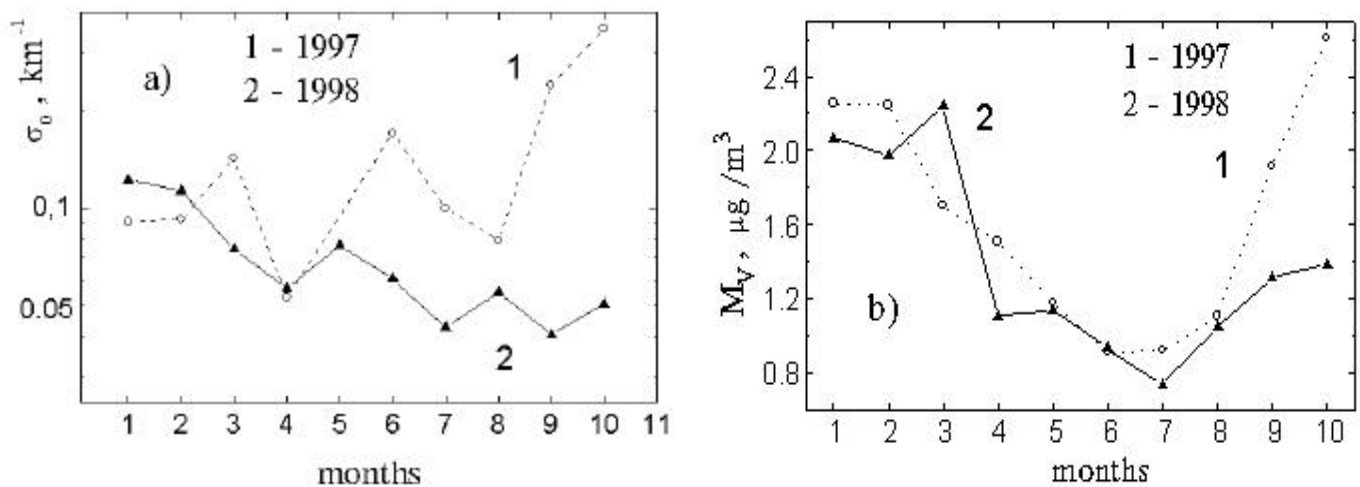 a)
1 - 1997
2 - 1998
1
2
σ₀, km⁻¹
0.1
0.05
1 2 3 4 5 6 7 8 9 10 11
months
1 - 1997
2 - 1998
2
1
b)
M_V, μg/m³
2.4
2.0
1.6
1.2
0.8
1 2 3 4 5 6 7 8 9 10
months